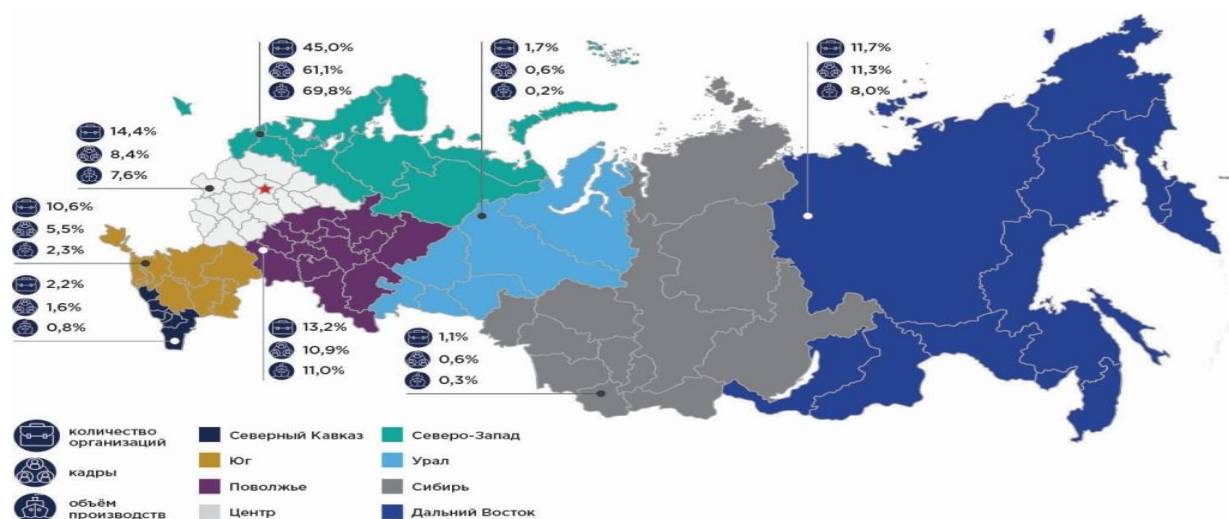 45,0%
61,1%
69,8%
1,7%
0,6%
0,2%
11,7%
11,3%
8,0%
14,4%
8,4%
7,6%
10,6%
5,5%
2,3%
2,2%
1,6%
0,8%
13,2%
10,9%
11,0%
1,1%
0,6%
0,3%
количество
организаций
кадры
объём
производств
Северный Кавказ
Юг
Поволжье
Центр
Северо-Запад
Урал
Сибирь
Дальний Восток